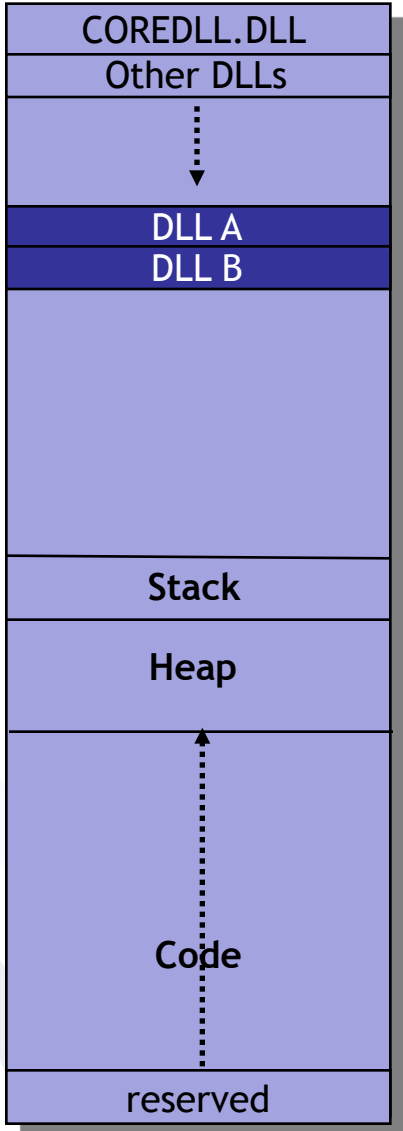 COREDLL.DLL
Other DLLs
DLL A
DLL B
Stack
Heap
Code
reserved